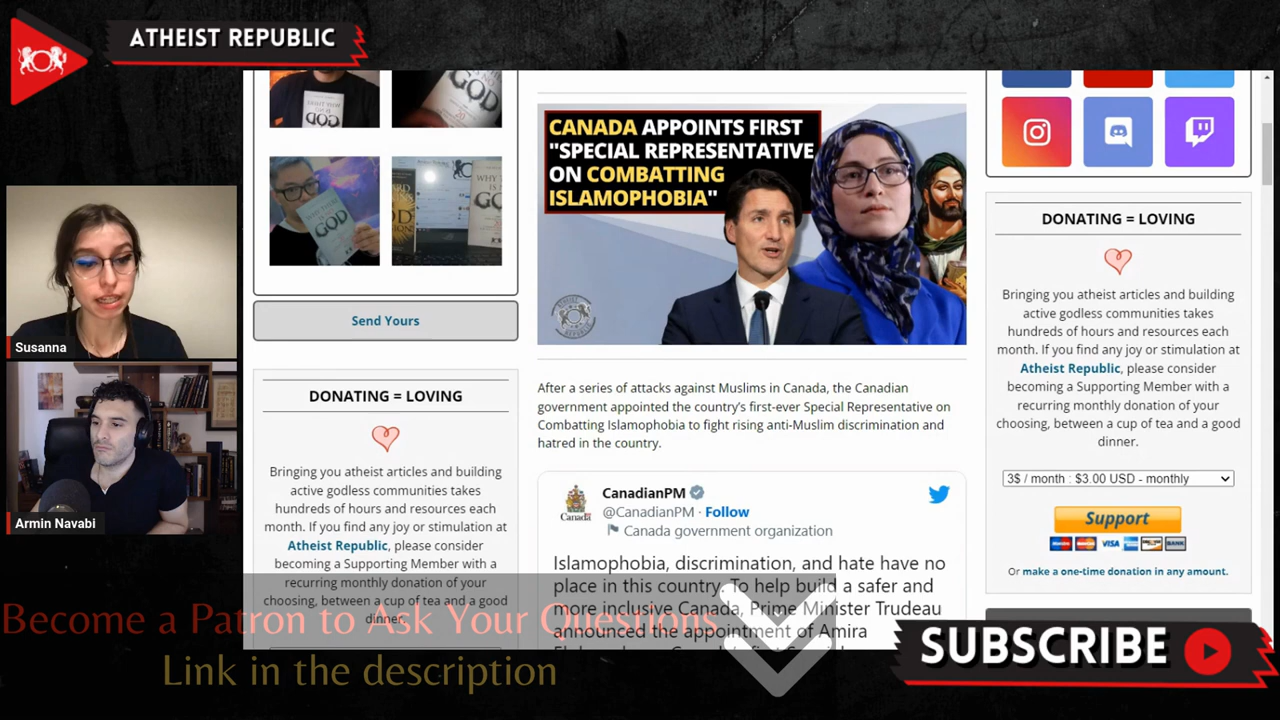 ATHEIST REPUBLIC
Susanna
Armin Navabi
GOD
GOD
WHY THERE IS NO
GOD
Send Yours
DONATING = LOVING
Bringing you atheist articles and building
active godless communities takes
hundreds of hours and resources each
month. If you find any joy or stimulation at
Atheist Republic, please consider
becoming a Supporting Member with a
recurring monthly donation of your
choosing, between a cup of tea and a good
dinner.
CANADA APPOINTS FIRST
"SPECIAL REPRESENTATIVE
ON COMBATTING
ISLAMOPHOBIA"
After a series of attacks against Muslims in Canada, the Canadian
government appointed the country's first-ever Special Representative on
Combatting Islamophobia to fight rising anti-Muslim discrimination and
hatred in the country.
Canada
CanadianPM
@CanadianPM · Follow
Canada government organization
Islamophobia, discrimination, and hate have no
place in this country. To help build a safer and
more inclusive Canada, Prime Minister Trudeau
announced the appointment of Amira
DONATING = LOVING
Bringing you atheist articles and building
active godless communities takes
hundreds of hours and resources each
month. If you find any joy or stimulation at
Atheist Republic, please consider
becoming a Supporting Member with a
recurring monthly donation of your
choosing, between a cup of tea and a good
dinner.
3$ / month : $3.00 USD - monthly
Support
VISA BANK
Or make a one-time donation in any amount.
Become a Patron to Ask Your Questions
Link in the description
SUBSCRIBE